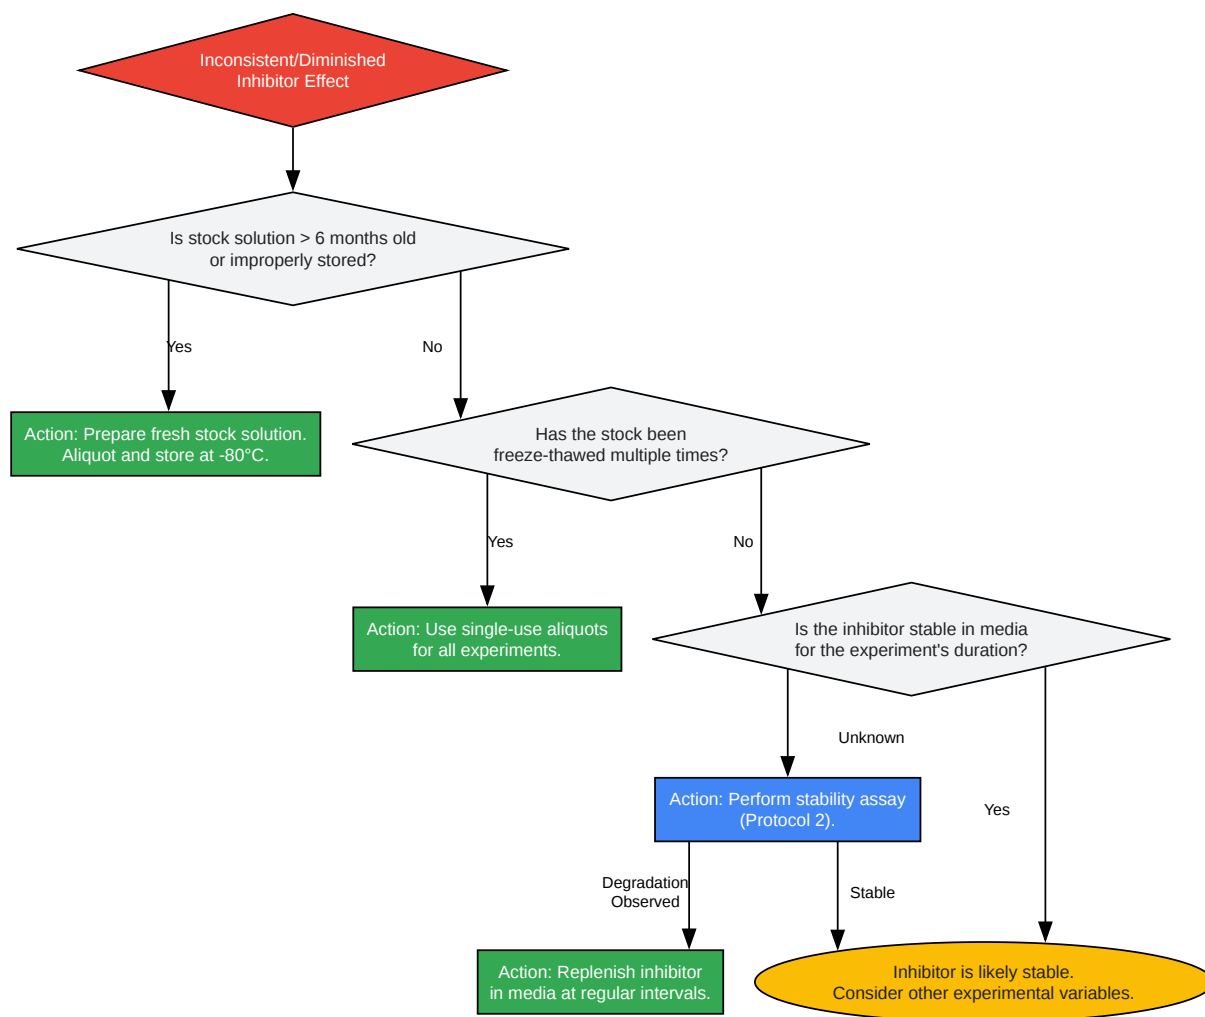 Inconsistent/Diminished
Inhibitor Effect
Is stock solution > 6 months old
or improperly stored?
Yes
No
Action: Prepare fresh stock solution.
Aliquot and store at -80°C.
Has the stock been
freeze-thawed multiple times?
Yes
No
Action: Use single-use aliquots
for all experiments.
Is the inhibitor stable in media
for the experiment's duration?
Unknown
Yes
Action: Perform stability assay
(Protocol 2).
Degradation
Observed
Stable
Action: Replenish inhibitor
in media at regular intervals.
Inhibitor is likely stable.
Consider other experimental variables.